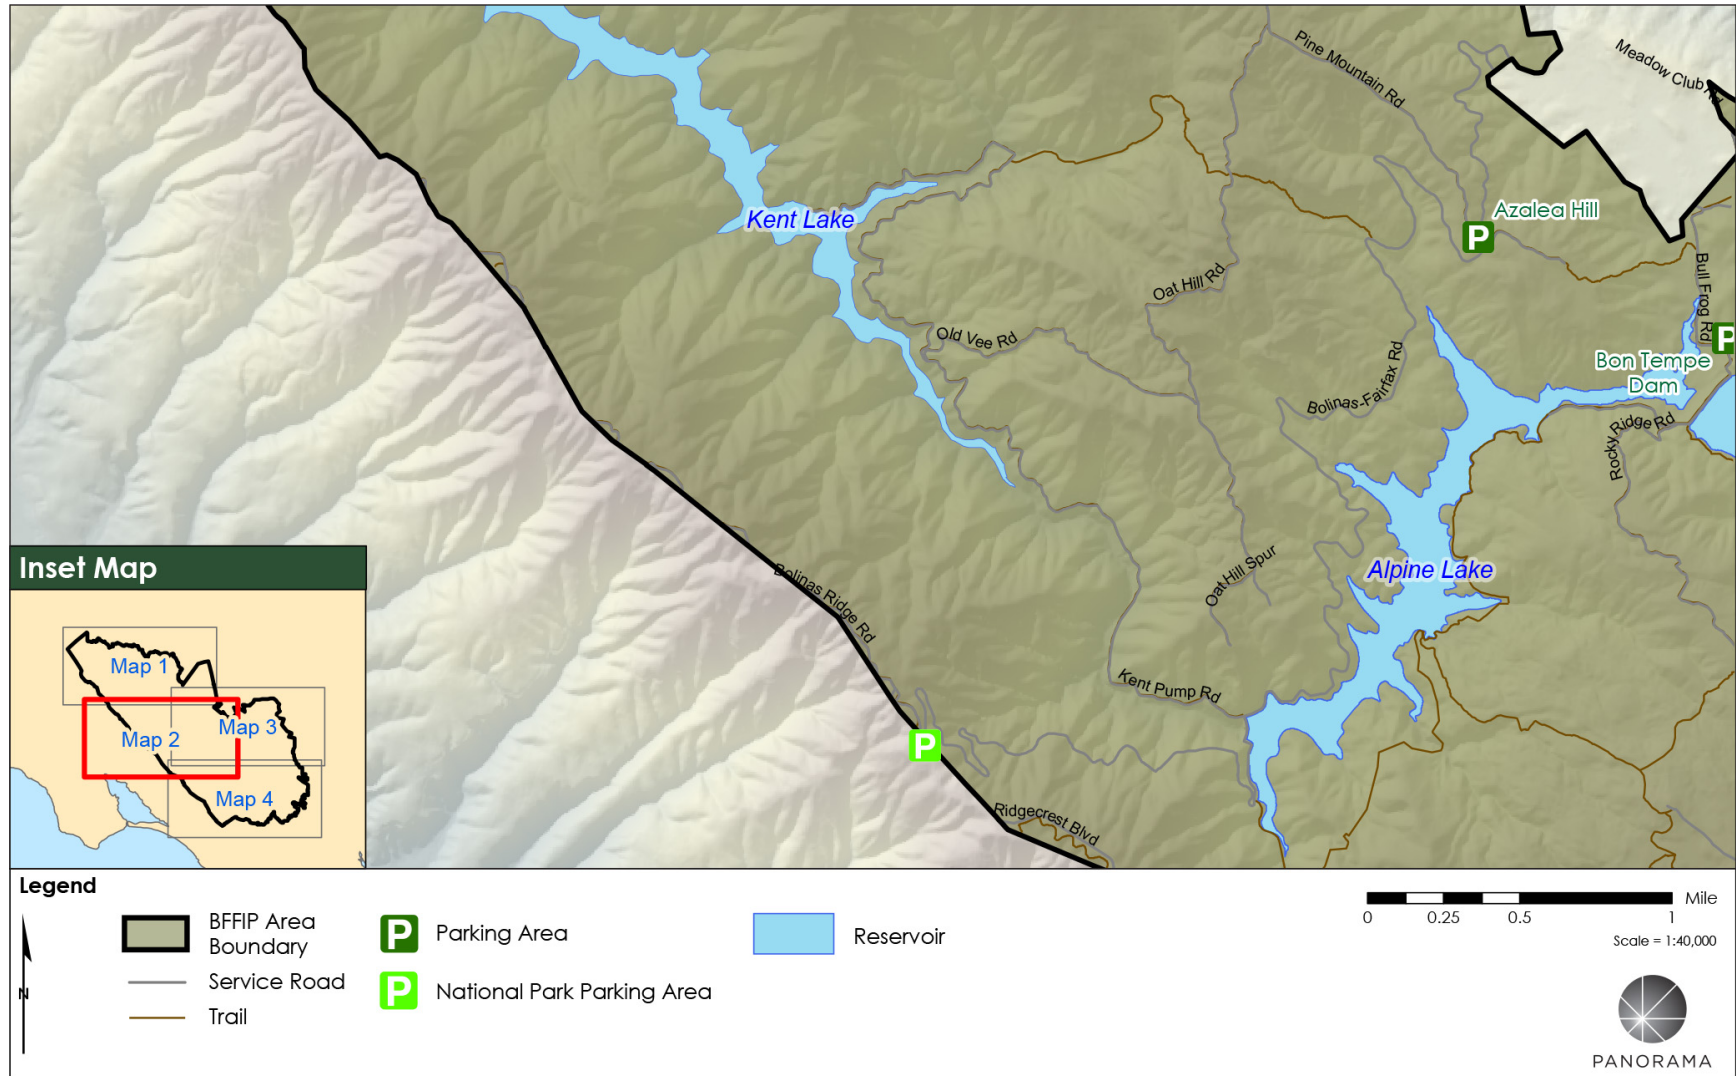 Pine Mountain Rd
Meadow Club Rd
Azalea Hill
P
Kent Lake
Oat Hill Rd
Bull Frog Rd
P
Old Vee Rd
Bolinas-Fairfax Rd
Bon Tempe
Dam
Rocky Ridge Rd
Alpine Lake
Oat Hill Spur
Bolinas Ridge Rd
Kent Pump Rd
P
Ridgecrest Blvd
Inset Map
Map 1
Map 2
Map 3
Map 4
Legend
N
BFFIP Area
Boundary
Service Road
Trail
P Parking Area
P National Park Parking Area
Reservoir
Mile
0 0.25 0.5 1
Scale = 1:40,000
PANORAMA